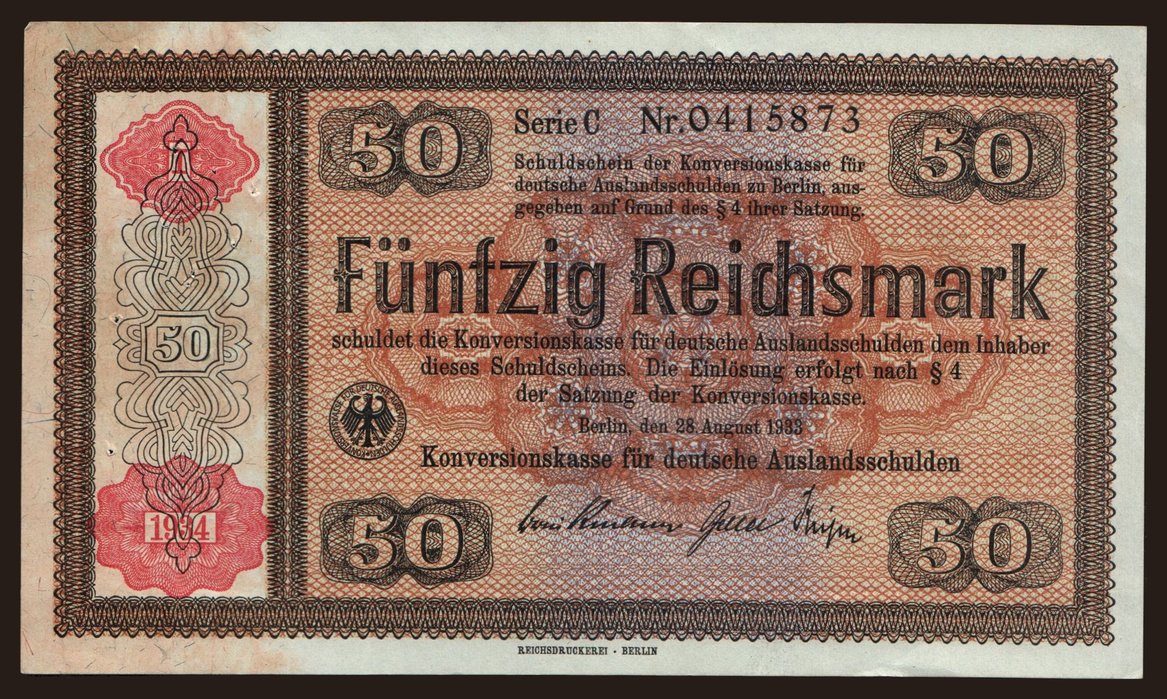 50
Serie C Nr.0415873
50
Schuldschein der Konversionskasse für
deutsche Auslandsschulden zu Berlin, aus-
gegeben auf Grund des § 4 ihrer Satzung.
Fünfzig Reichsmark
50
schuldet die Konversionskasse für deutsche Auslandsschulden dem Inhaber
dieses Schuldscheins. Die Einlösung erfolgt nach § 4
der Satzung der Konversionskasse.
Berlin, den 28. August 1933
Konversionskasse für deutsche Auslandsschulden
1934
50
50
REICHSDRUCKEREI · BERLIN